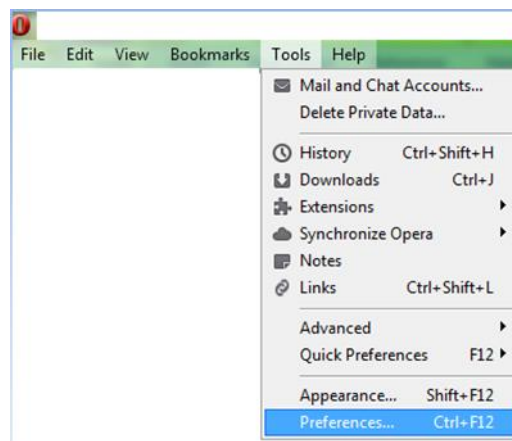 File Edit View Bookmarks Tools Help
Mail and Chat Accounts...
Delete Private Data...
History Ctrl+Shift+H
Downloads Ctrl+J
Extensions
Synchronize Opera
Notes
Links Ctrl+Shift+L
Advanced
Quick Preferences F12
Appearance... Shift+F12
Preferences... Ctrl+F12